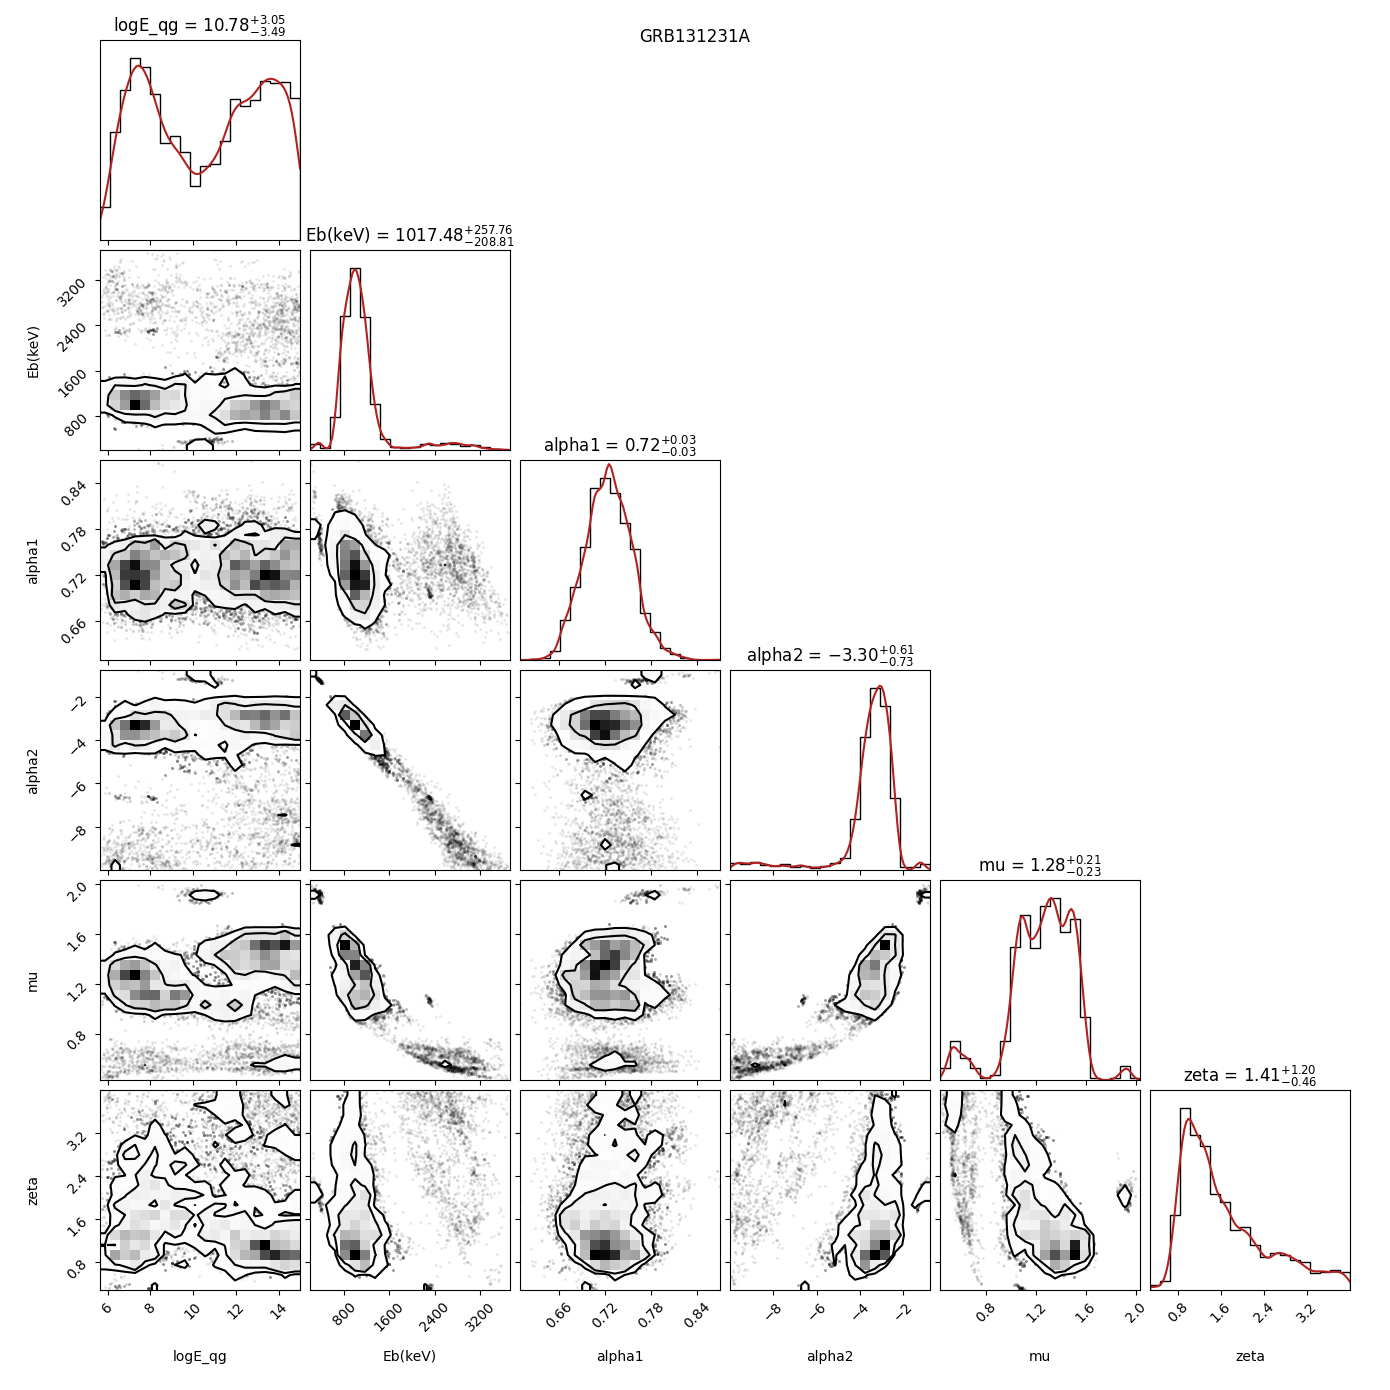 GRB131231A
logE_qg = 10.78+3.05−3.49
Eb(keV) = 1017.48+257.76−208.81
Eb(keV)
3200
2400
1600
800
alpha1 = 0.72+0.03−0.03
alpha1
0.84
0.78
0.72
0.66
alpha2 = −3.30+0.61−0.73
alpha2
−2
−4
−6
−8
mu = 1.28+0.21−0.23
mu
2.0
1.6
1.2
0.8
zeta = 1.41+1.20−0.46
zeta
3.2
2.4
1.6
0.8
6 8 10 12 14
800 1600 2400 3200
0.66 0.72 0.78 0.84
−8 −6 −4 −2
0.8 1.2 1.6 2.0
0.8 1.6 2.4 3.2
logE_qg Eb(keV) alpha1 alpha2 mu zeta